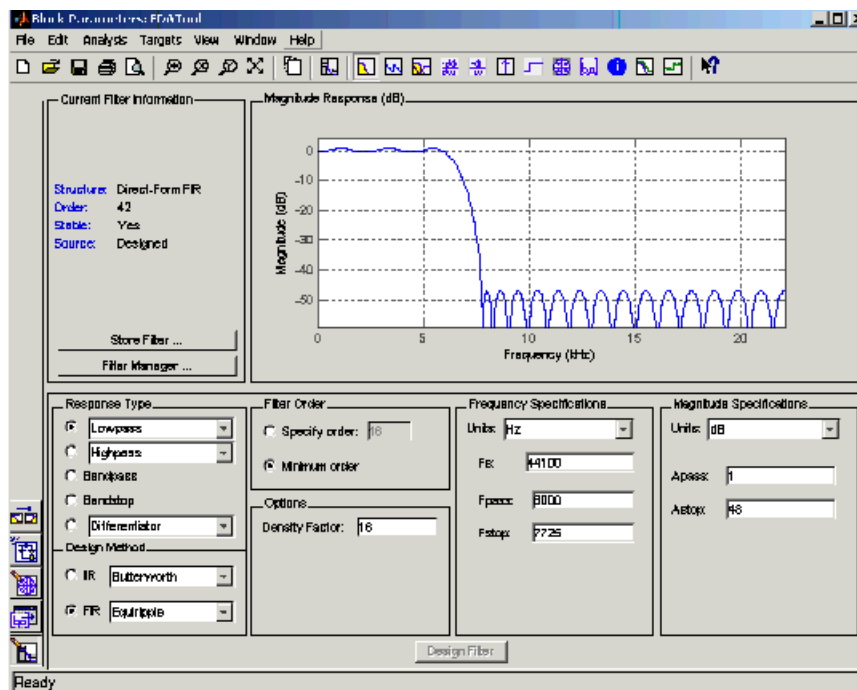 Block Parameters: FDATool
File Edit Analysis Targets View Window Help
Current Filter Information
Structure: Direct-Form FIR
Order: 42
Stable: Yes
Source: Designed
Store Filter ...
Filter Manager ...
Magnitude Response (dB)
Magnitude (dB)
0
-10
-20
-30
-40
-50
0 5 10 15 20
Frequency (kHz)
Response Type
Lowpass
Highpass
Bandpass
Bandstop
Differentiator
Design Method
IIR Butterworth
FIR Equiripple
Filter Order
Specify order: 16
Minimum order
Options
Density Factor: 16
Frequency Specifications
Units: Hz
Fs: 44100
Fpass:
Fstop: 7725
Magnitude Specifications
Units: dB
Apass: 1
Astop: 48
Design Filter
Ready